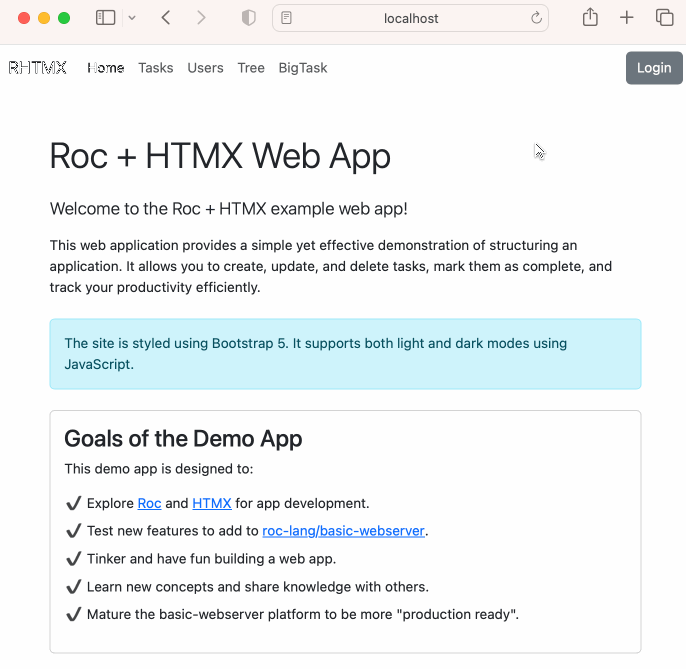 localhost
RHTMX Home Tasks Users Tree BigTask Login
Roc + HTMX Web App
Welcome to the Roc + HTMX example web app!
This web application provides a simple yet effective demonstration of structuring an
application. It allows you to create, update, and delete tasks, mark them as complete, and
track your productivity efficiently.
The site is styled using Bootstrap 5. It supports both light and dark modes using
JavaScript.
Goals of the Demo App
This demo app is designed to:
✔ Explore Roc and HTMX for app development.
✔ Test new features to add to roc-lang/basic-webserver.
✔ Tinker and have fun building a web app.
✔ Learn new concepts and share knowledge with others.
✔ Mature the basic-webserver platform to be more "production ready".